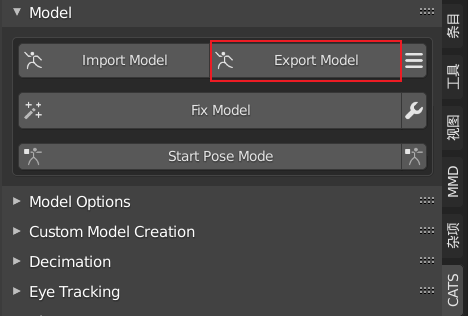 Model
Import Model
Export Model
Fix Model
Start Pose Mode
Model Options
Custom Model Creation
Decimation
Eye Tracking
条目
工具
视图
MMD
杂项
CATS